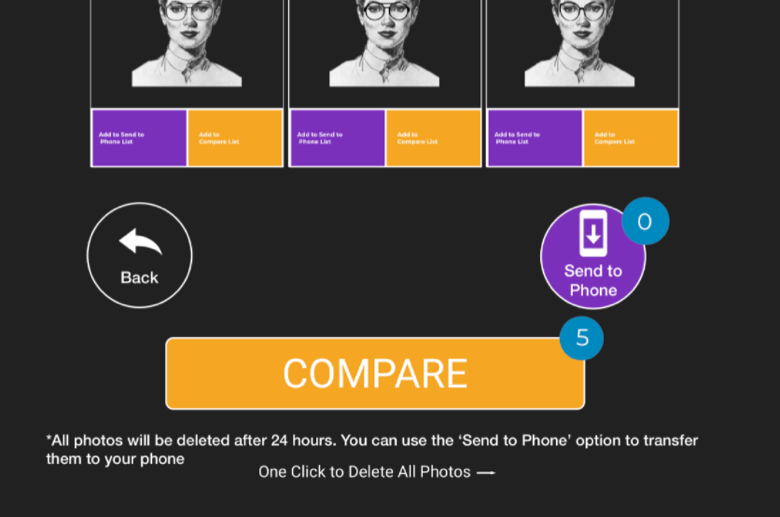 Add to Send to
Phone List
Add to
Compare List
Add to Send to
Phone List
Add to
Compare List
Add to Send to
Phone List
Add to
Compare List
Back
0
Send to
Phone
5
COMPARE
*All photos will be deleted after 24 hours. You can use the ‘Send to Phone’ option to transfer
them to your phone
One Click to Delete All Photos